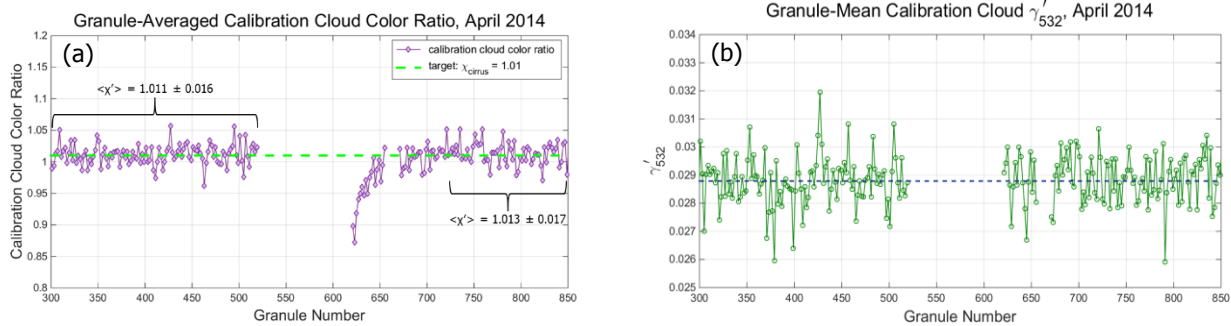 Granule-Averaged Calibration Cloud Color Ratio, April 2014
(a)
calibration cloud color ratio
target: χcirrus = 1.01
<χ'> = 1.011 ± 0.016
<χ'> = 1.013 ± 0.017
Calibration Cloud Color Ratio
1.2
1.15
1.1
1.05
1
0.95
0.9
0.85
0.8
300 350 400 450 500 550 600 650 700 750 800 850
Granule Number
Granule-Mean Calibration Cloud γ′532, April 2014
(b)
γ′532
0.034
0.033
0.032
0.031
0.03
0.029
0.028
0.027
0.026
0.025
300 350 400 450 500 550 600 650 700 750 800 850
Granule Number